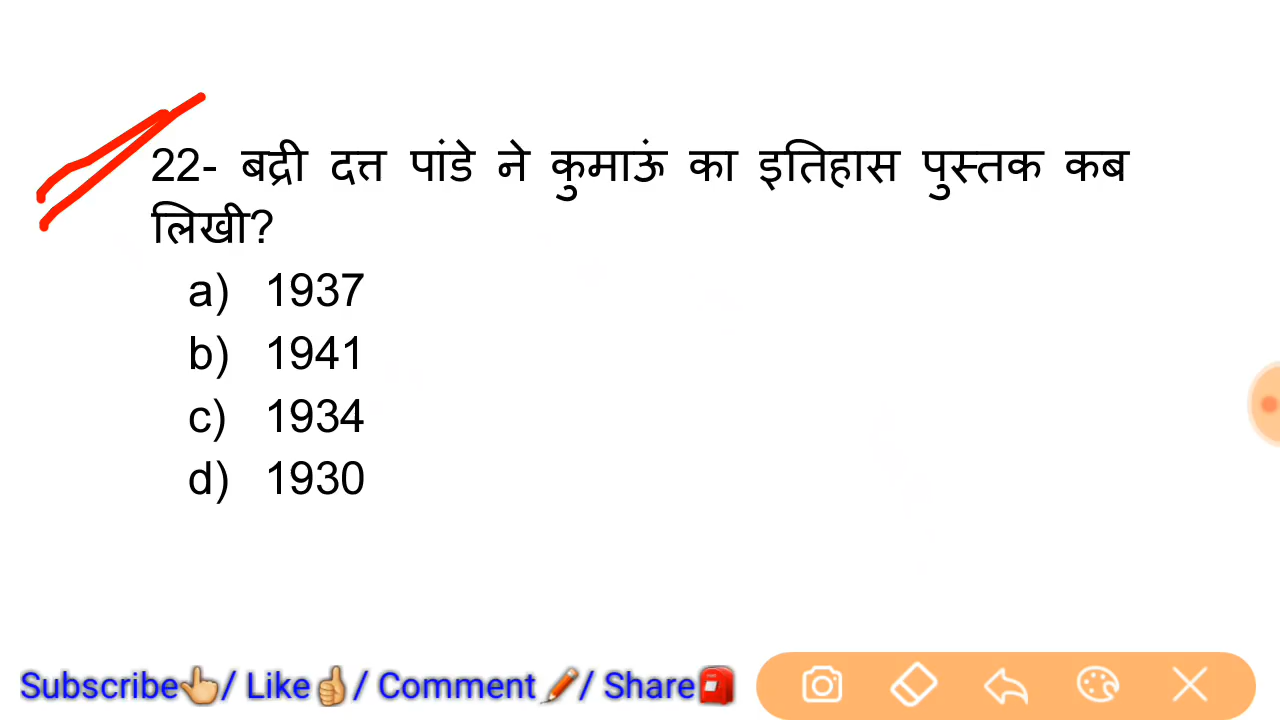 22- बद्री दत्त पांडे ने कुमाऊं का इतिहास पुस्तक कब
लिखी?
a) 1937
b) 1941
c) 1934
d) 1930
Subscribe👆/ Like👍/ Comment 🖍/ Share📮